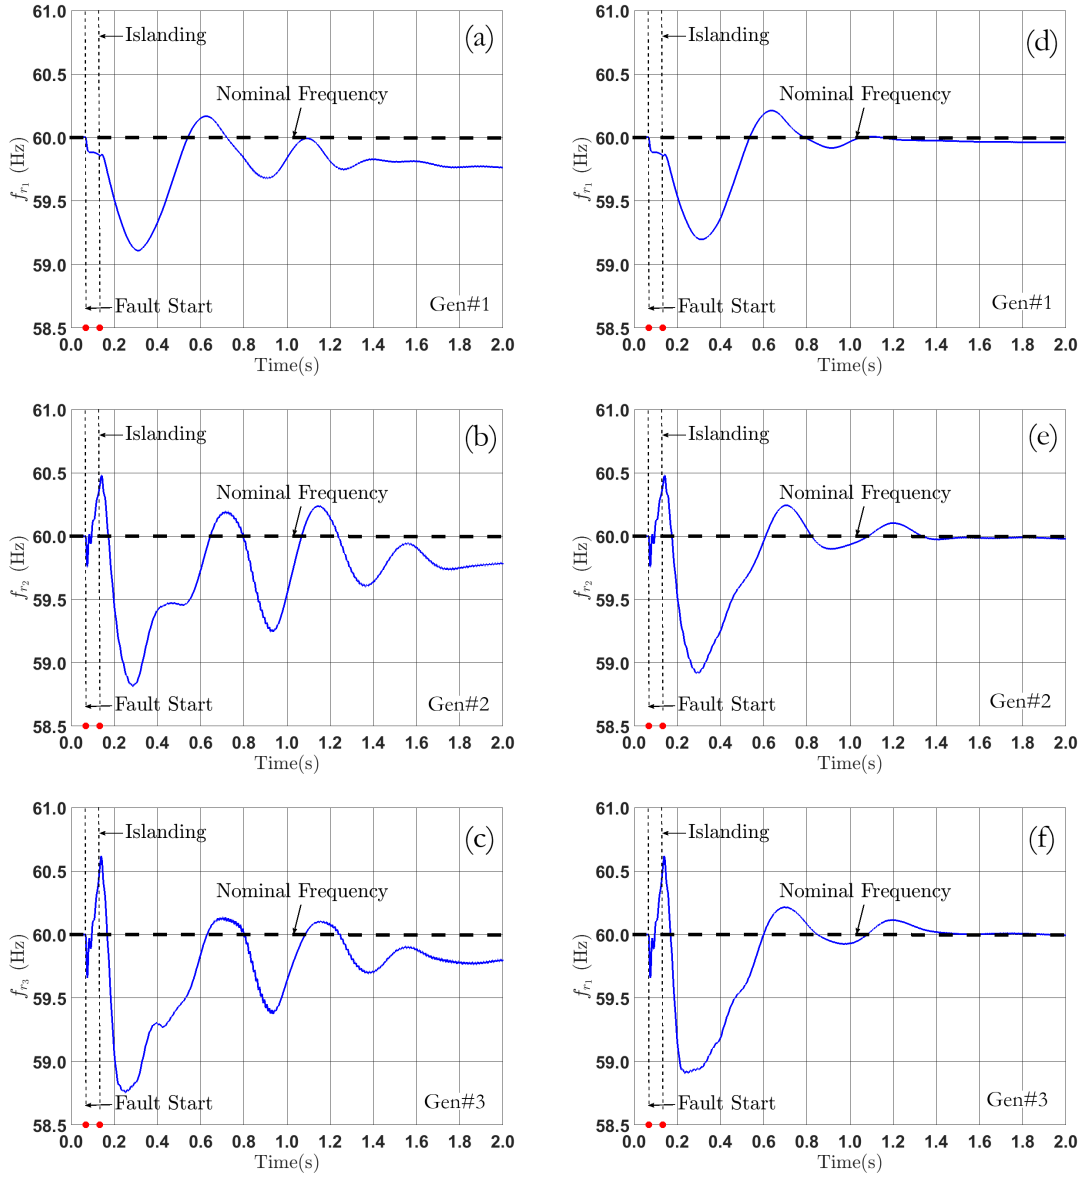 61.0
Islanding
(a)
60.5
Nominal Frequency
60.0
f_{r_1} (Hz)
59.5
59.0
Fault Start
Gen#1
58.5
0.0 0.2 0.4 0.6 0.8 1.0 1.2 1.4 1.6 1.8 2.0
Time(s)
61.0
Islanding
(d)
60.5
Nominal Frequency
60.0
f_{r_1} (Hz)
59.5
59.0
Fault Start
Gen#1
58.5
0.0 0.2 0.4 0.6 0.8 1.0 1.2 1.4 1.6 1.8 2.0
Time(s)
61.0
Islanding
(b)
60.5
Nominal Frequency
60.0
f_{r_2} (Hz)
59.5
59.0
Fault Start
Gen#2
58.5
0.0 0.2 0.4 0.6 0.8 1.0 1.2 1.4 1.6 1.8 2.0
Time(s)
61.0
Islanding
(e)
60.5
Nominal Frequency
60.0
f_{r_2} (Hz)
59.5
59.0
Fault Start
Gen#2
58.5
0.0 0.2 0.4 0.6 0.8 1.0 1.2 1.4 1.6 1.8 2.0
Time(s)
61.0
Islanding
(c)
60.5
Nominal Frequency
60.0
f_{r_3} (Hz)
59.5
59.0
Fault Start
Gen#3
58.5
0.0 0.2 0.4 0.6 0.8 1.0 1.2 1.4 1.6 1.8 2.0
Time(s)
61.0
Islanding
(f)
60.5
Nominal Frequency
60.0
f_{r_1} (Hz)
59.5
59.0
Fault Start
Gen#3
58.5
0.0 0.2 0.4 0.6 0.8 1.0 1.2 1.4 1.6 1.8 2.0
Time(s)